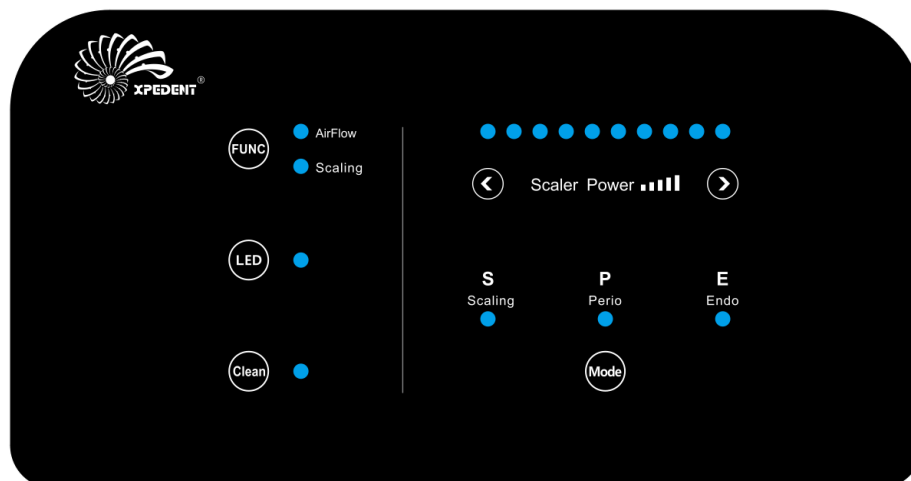 XPEDENT®
FUNC
AirFlow
Scaling
LED
Clean
Scaler Power
S
Scaling
P
Perio
E
Endo
Mode